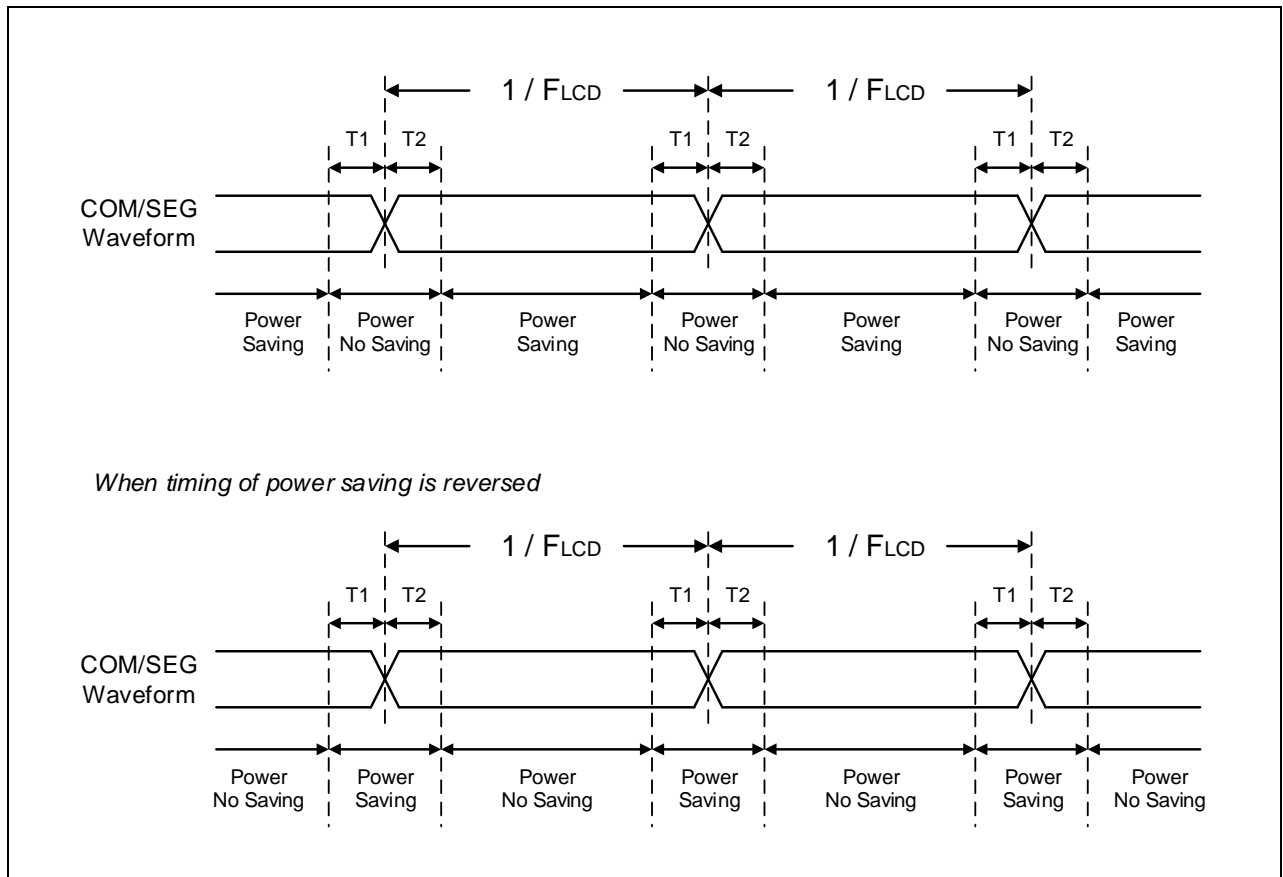 1 / FLCD 1 / FLCD
T1 T2 T1 T2 T1 T2
COM/SEG
Waveform
Power Power Power Power Power Power Power
Saving No Saving Saving No Saving Saving No Saving Saving
When timing of power saving is reversed
1 / FLCD 1 / FLCD
T1 T2 T1 T2 T1 T2
COM/SEG
Waveform
Power Power Power Power Power Power Power
No Saving Saving No Saving Saving No Saving Saving No Saving